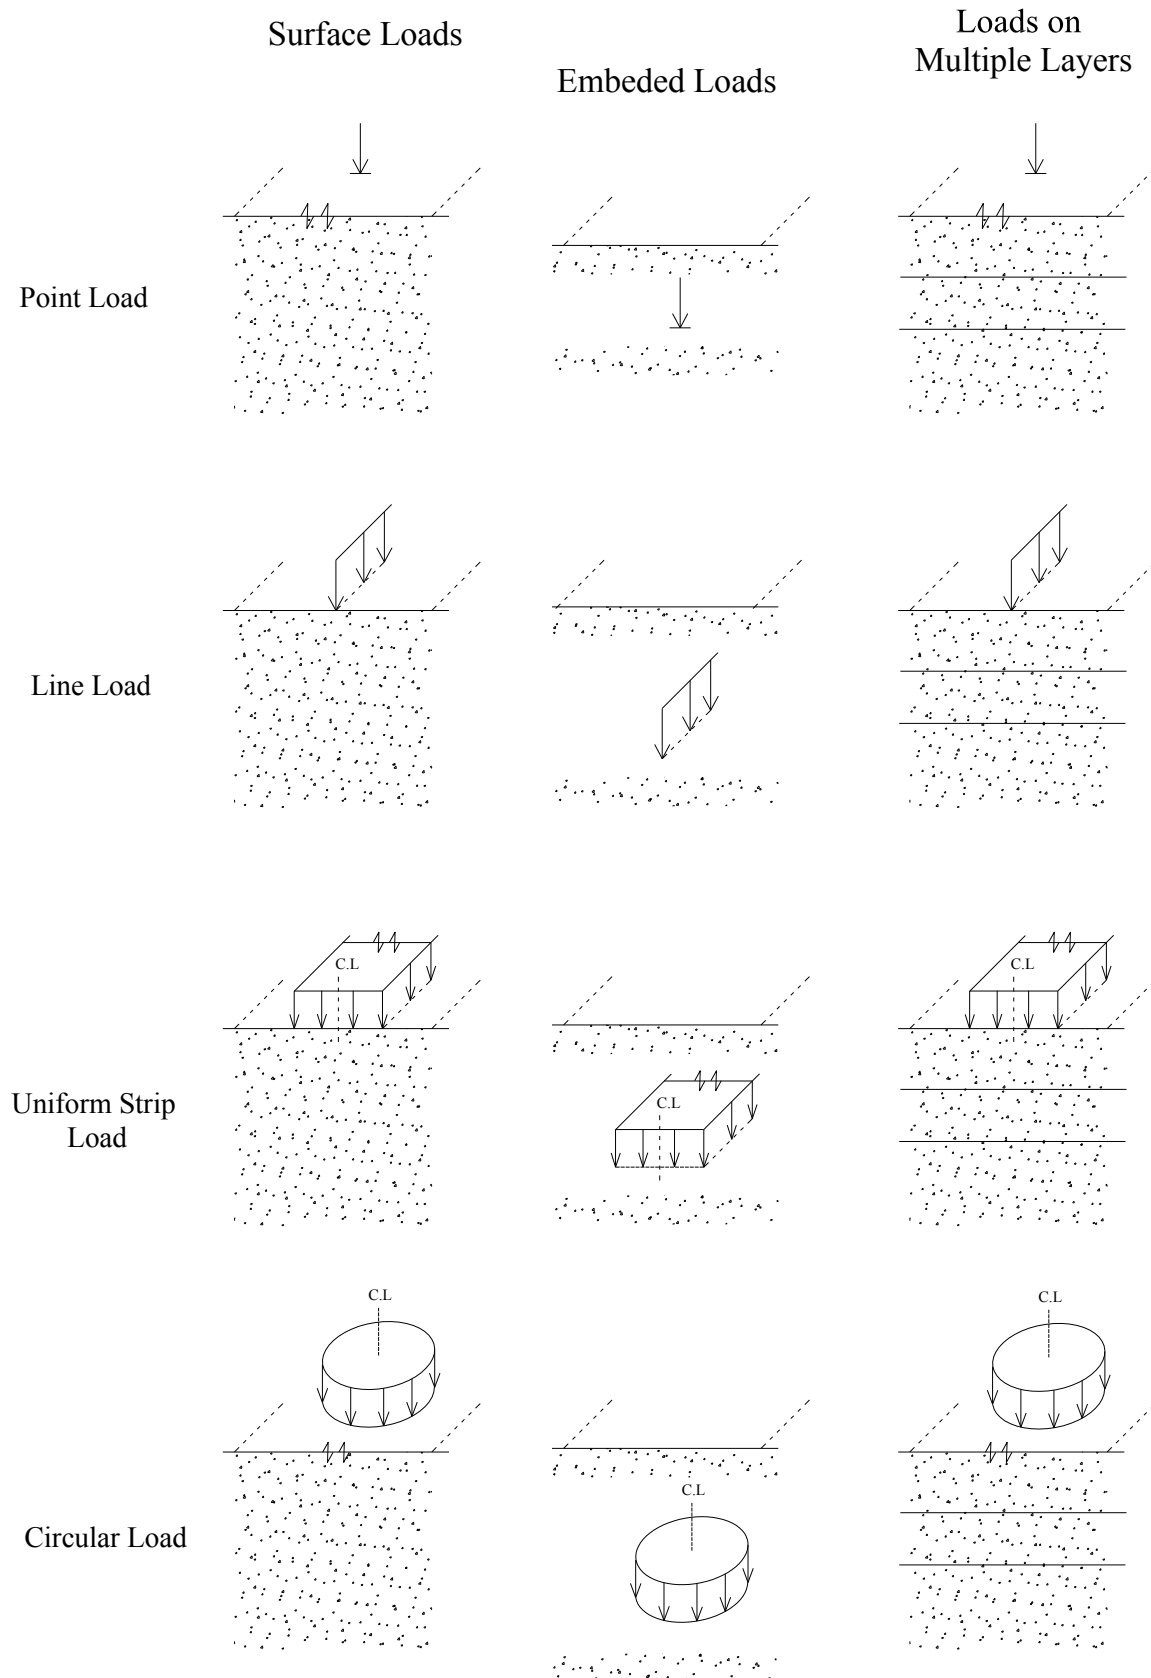 Surface Loads
Embeded Loads
Loads on
Multiple Layers
Point Load
Line Load
C.L
C.L
C.L
Uniform Strip
Load
C.L
C.L
C.L
Circular Load